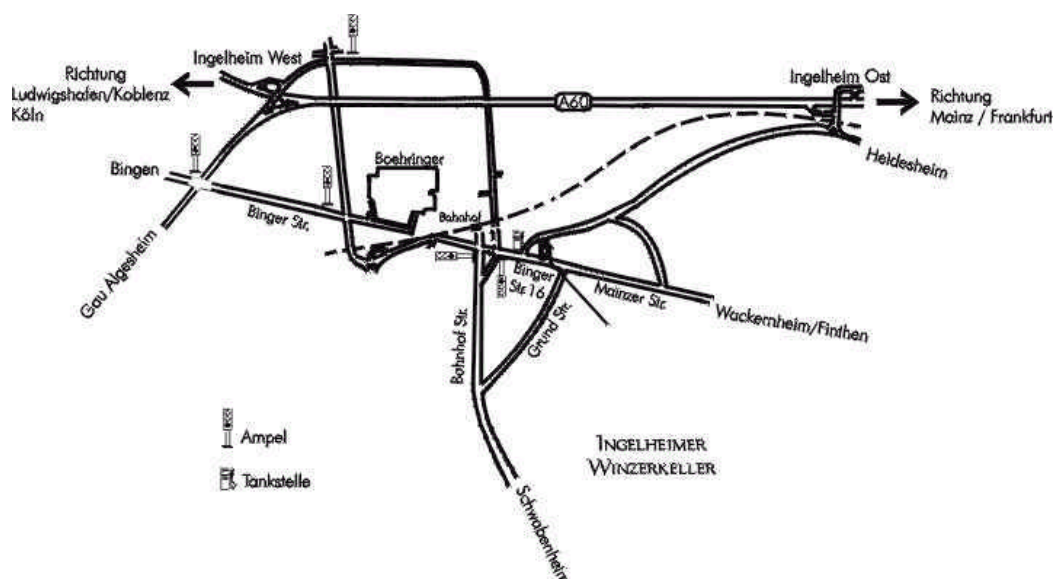 Ingelheim West
Richtung
Ludwigshafen/Koblenz
Köln
Ingelheim Ost
A60
Richtung
Mainz / Frankfurt
Heidesheim
Bingen
Boehringer
Binger Str.
Bahnhof
Gau Algesheim
Binger
Str. 16
Mainzer Str.
Wackernheim/Finthen
Bahnhof Str.
Grund Str.
Ampel
Tankstelle
INGELHEIMER
WINZERKELLER
Schwabenheim